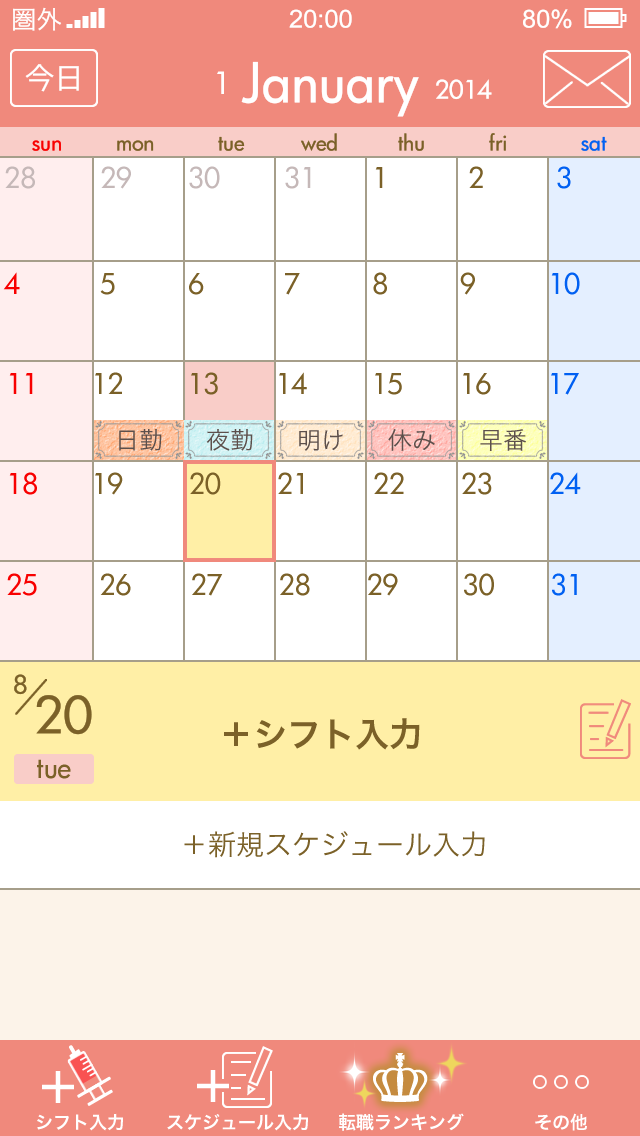 圏外 20:00 80%
今日 1 January 2014
sun mon tue wed thu fri sat
28 29 30 31 1 2 3
4 5 6 7 8 9 10
11 12 13 14 15 16 17
日勤 夜勤 明け 休み 早番
18 19 20 21 22 23 24
25 26 27 28 29 30 31
8/20 +シフト入力
tue
+新規スケジュール入力
シフト入力 スケジュール入力 転職ランキング その他